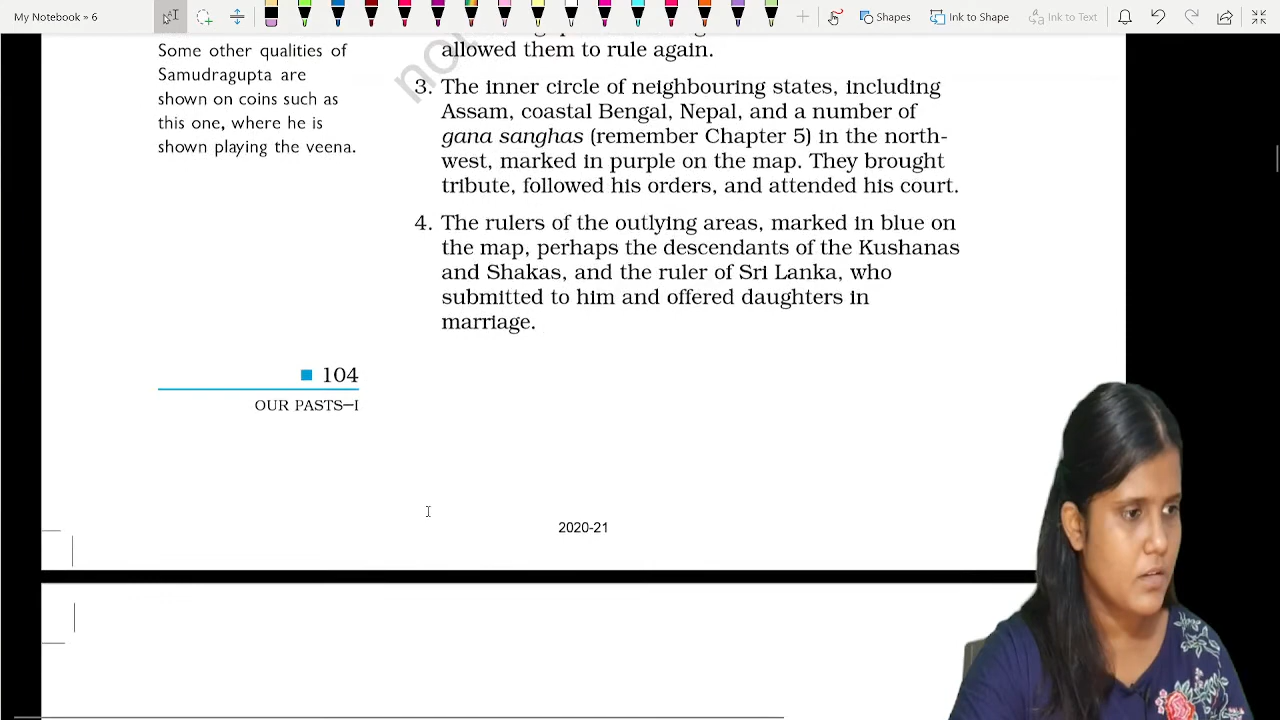 My Notebook » 6
Shapes
Ink to Shape
Ink to Text
Some other qualities of
Samudragupta are
shown on coins such as
this one, where he is
shown playing the veena.
allowed them to rule again.
3. The inner circle of neighbouring states, including
Assam, coastal Bengal, Nepal, and a number of
gana sanghas (remember Chapter 5) in the north-
west, marked in purple on the map. They brought
tribute, followed his orders, and attended his court.
4. The rulers of the outlying areas, marked in blue on
the map, perhaps the descendants of the Kushanas
and Shakas, and the ruler of Sri Lanka, who
submitted to him and offered daughters in
marriage.
■ 104
OUR PASTS–I
2020-21